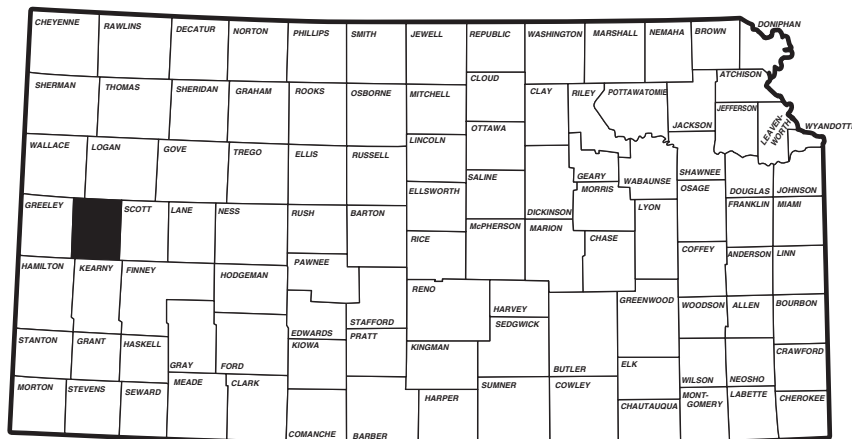 CHEYENNE
RAWLINS
DECATUR
NORTON
PHILLIPS
SMITH
JEWELL
REPUBLIC
WASHINGTON
MARSHALL
NEMAHA
BROWN
DONIPHAN
SHERMAN
THOMAS
SHERIDAN
GRAHAM
ROOKS
OSBORNE
MITCHELL
CLOUD
CLAY
RILEY
POTTAWATOMIE
JACKSON
ATCHISON
JEFFERSON
LEAVEN-
WORTH
WYANDOTT
WALLACE
LOGAN
GOVE
TREGO
ELLIS
RUSSELL
LINCOLN
OTTAWA
SALINE
ELLSWORTH
DICKINSON
GEARY
MORRIS
WABAUNSE
SHAWNEE
OSAGE
DOUGLAS
JOHNSON
GREELEY
SCOTT
LANE
NESS
RUSH
BARTON
RICE
McPHERSON
MARION
CHASE
LYON
COFFEY
FRANKLIN
MIAMI
ANDERSON
LINN
HAMILTON
KEARNY
FINNEY
HODGEMAN
PAWNEE
EDWARDS
STAFFORD
RENO
HARVEY
SEDGWICK
BUTLER
GREENWOOD
WOODSON
ALLEN
BOURBON
STANTON
GRANT
HASKELL
GRAY
FORD
KIOWA
PRATT
KINGMAN
ELK
WILSON
NEOSHO
CRAWFORD
MORTON
STEVENS
SEWARD
MEADE
CLARK
COMANCHE
BARBER
HARPER
SUMNER
COWLEY
CHAUTAUQUA
MONT-
GOMERY
LABETTE
CHEROKEE